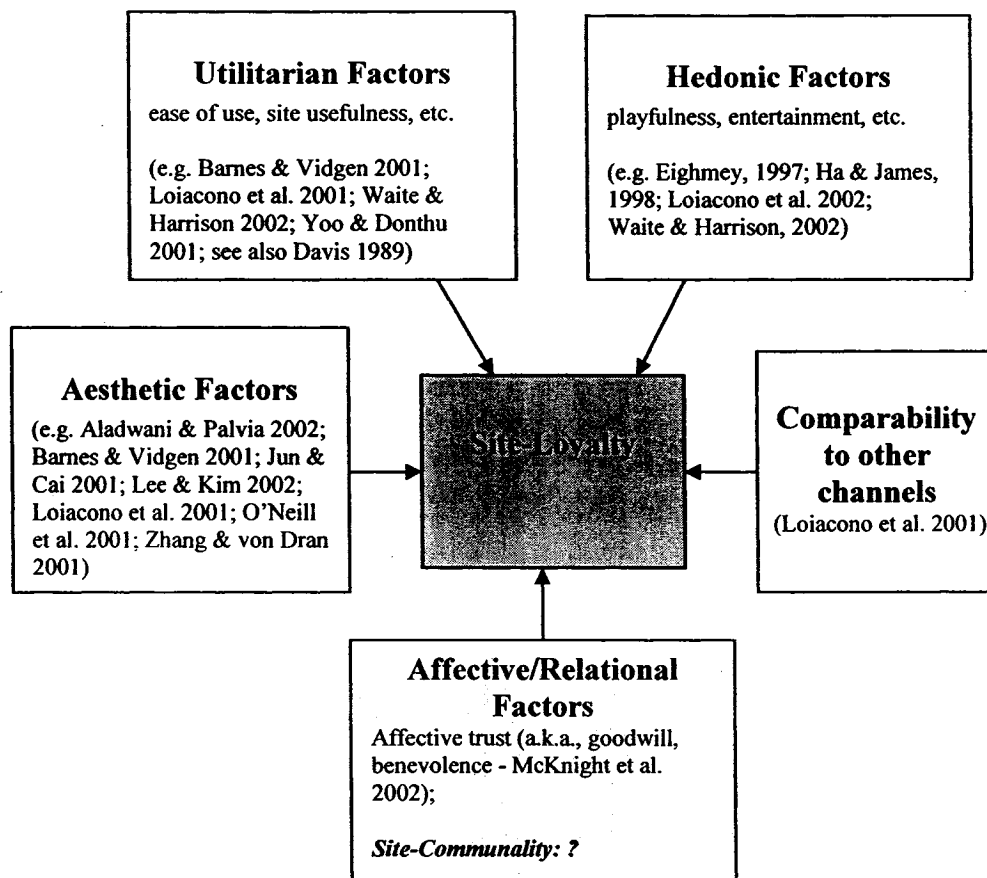 Utilitarian Factors
ease of use, site usefulness, etc.
(e.g. Barnes & Vidgen 2001;
Loiacono et al. 2001; Waite &
Harrison 2002; Yoo & Donthu
2001; see also Davis 1989)
Hedonic Factors
playfulness, entertainment, etc.
(e.g. Eighmey, 1997; Ha & James,
1998; Loiacono et al. 2002;
Waite & Harrison, 2002)
Aesthetic Factors
(e.g. Aladwani & Palvia 2002;
Barnes & Vidgen 2001; Jun &
Cai 2001; Lee & Kim 2002;
Loiacono et al. 2001; O'Neill
et al. 2001; Zhang & von Dran
2001)
Site-Loyalty
Comparability
to other
channels
(Loiacono et al. 2001)
Affective/Relational
Factors
Affective trust (a.k.a., goodwill,
benevolence - McKnight et al.
2002);
Site-Communality: ?